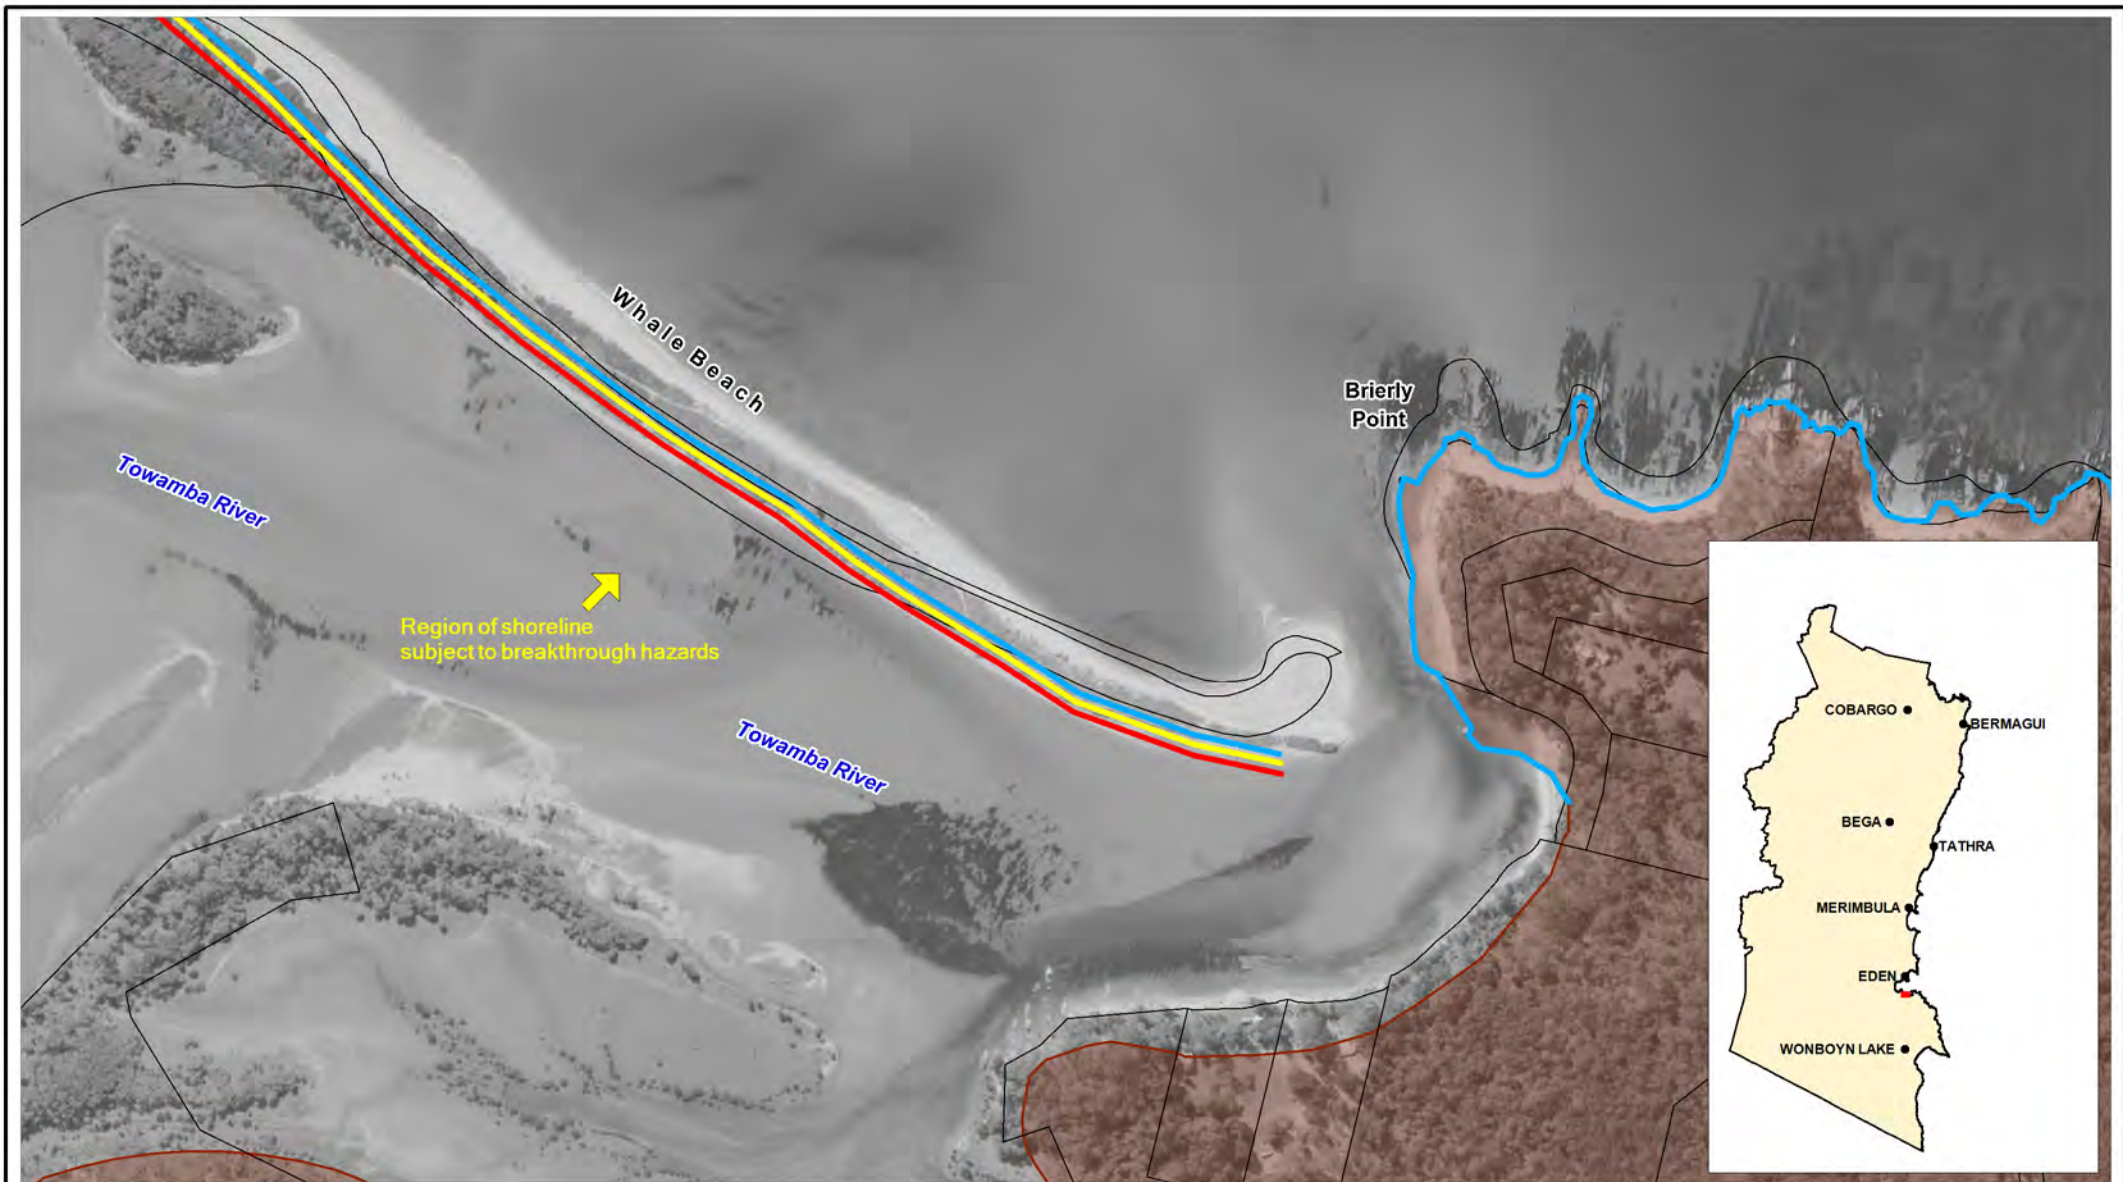 Whale Beach
Brierly
Point
Towamba River
Region of shoreline
subject to breakthrough hazards
Towamba River
COBARGO
BERMAGUI
BEGA
TATHRA
MERIMBULA
EDEN
WONBOYN LAKE